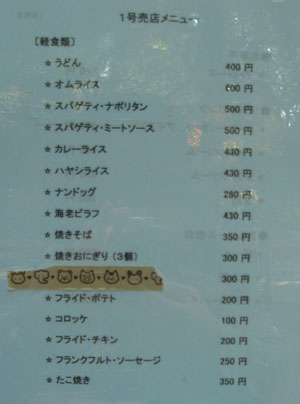 1号売店メニュー
〔軽食類〕
☆うどん 400 円
☆オムライス 600 円
☆スパゲティ・ナポリタン 500 円
☆スパゲティ・ミートソース 500 円
☆カレーライス 430 円
☆ハヤシライス 430 円
☆ナンドッグ 280 円
☆海老ピラフ 430 円
☆焼きそば 350 円
☆焼きおにぎり（３個） 300 円
300 円
☆フライド・ポテト 200 円
☆コロッケ 100 円
☆フライド・チキン 200 円
☆フランクフルト・ソーセージ 250 円
☆たこ焼き 350 円